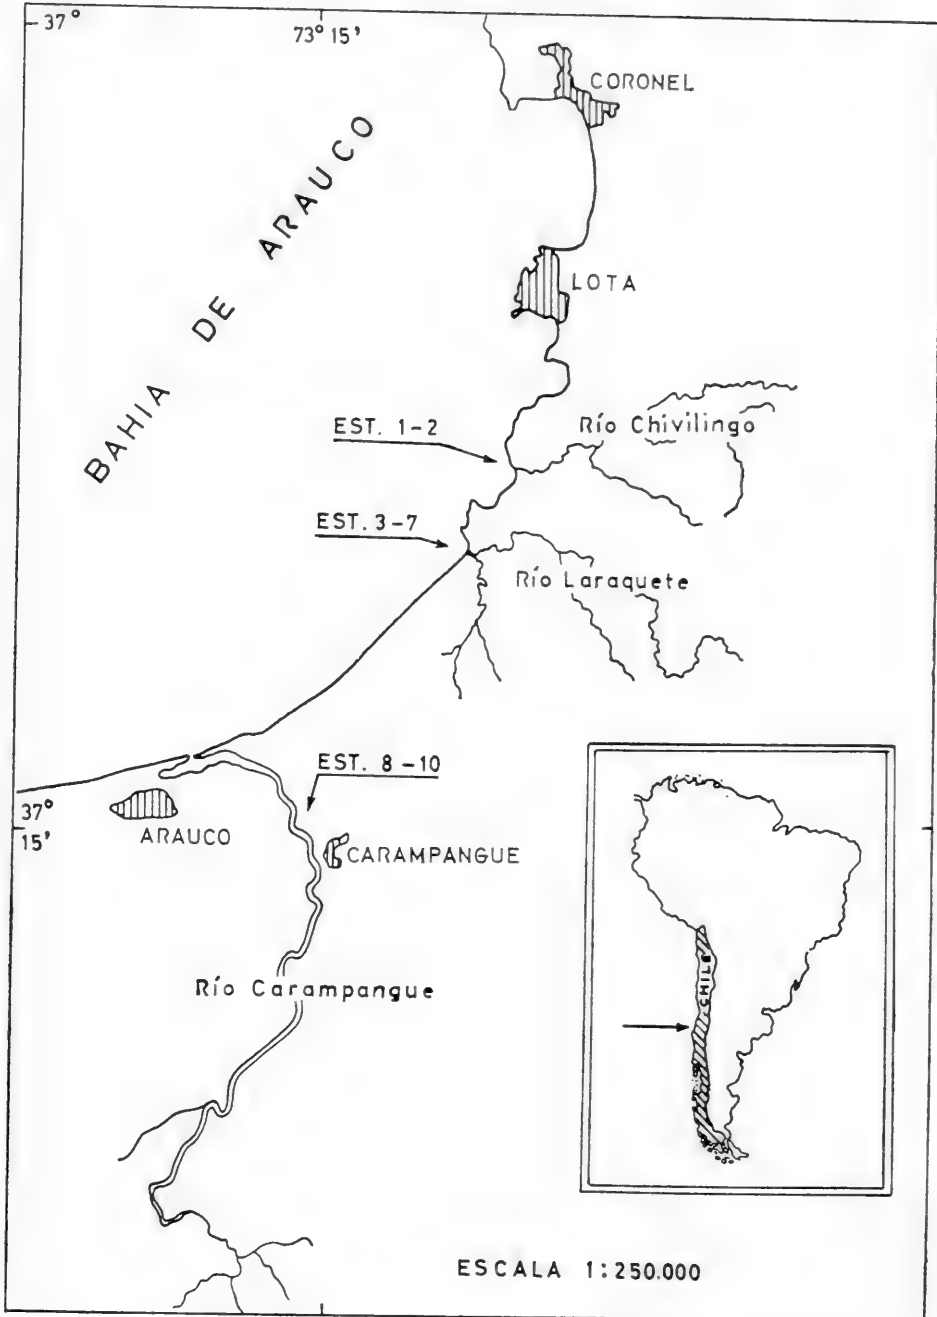 37°
73° 15'
CORONEL
BAHIA DE ARAUCO
LOTA
Río Chivilingo
EST. 1-2
EST. 3-7
Río Laraquete
EST. 8-10
37°
15'
ARAUCO
CARAMPANGUE
CHILE
Río Carampangue
ESCALA 1:250.000